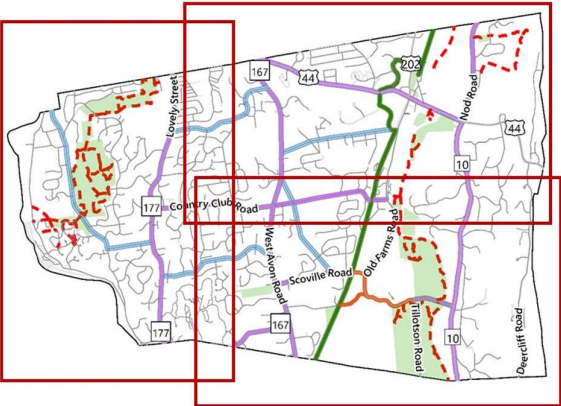 202
167
44
Lovely Street
Nod Road
44
10
177
Country Club Road
West Avon Road
Old Farms Road
Scoville Road
167
177
Tillotson Road
10
Deercliff Road